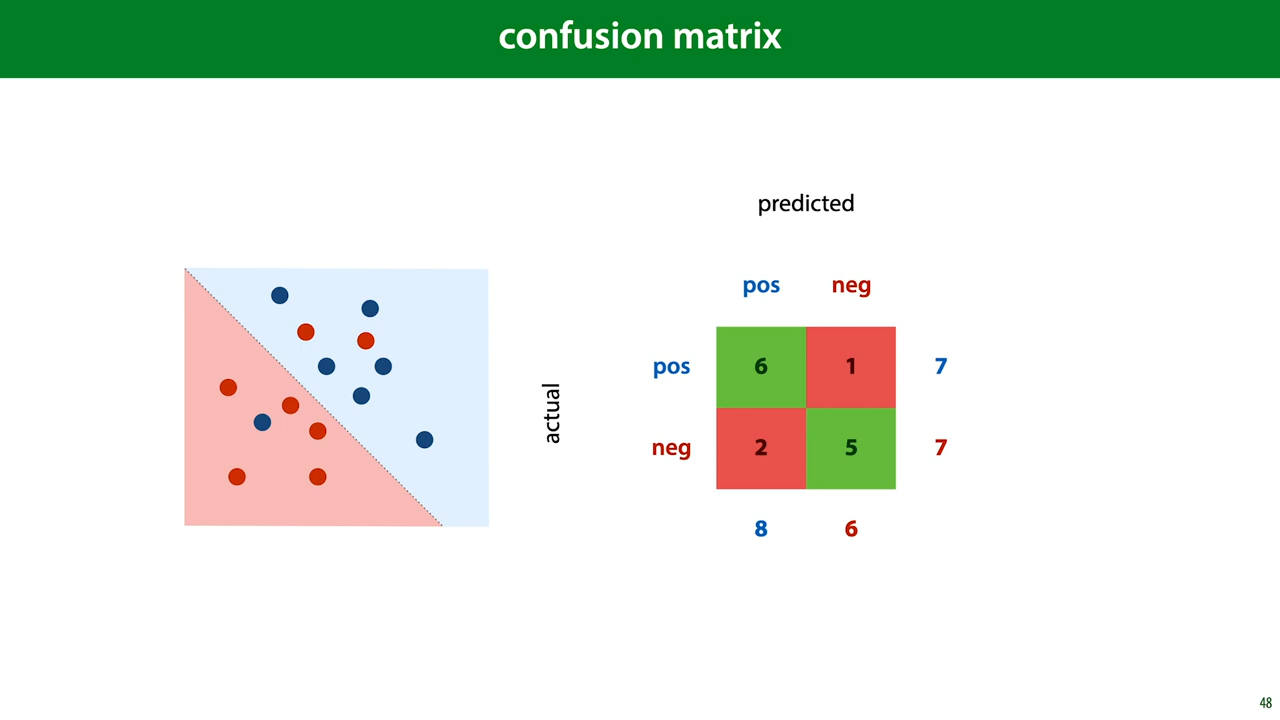 confusion matrix
predicted
pos neg
actual
pos 6 1 7
neg 2 5 7
8 6
48